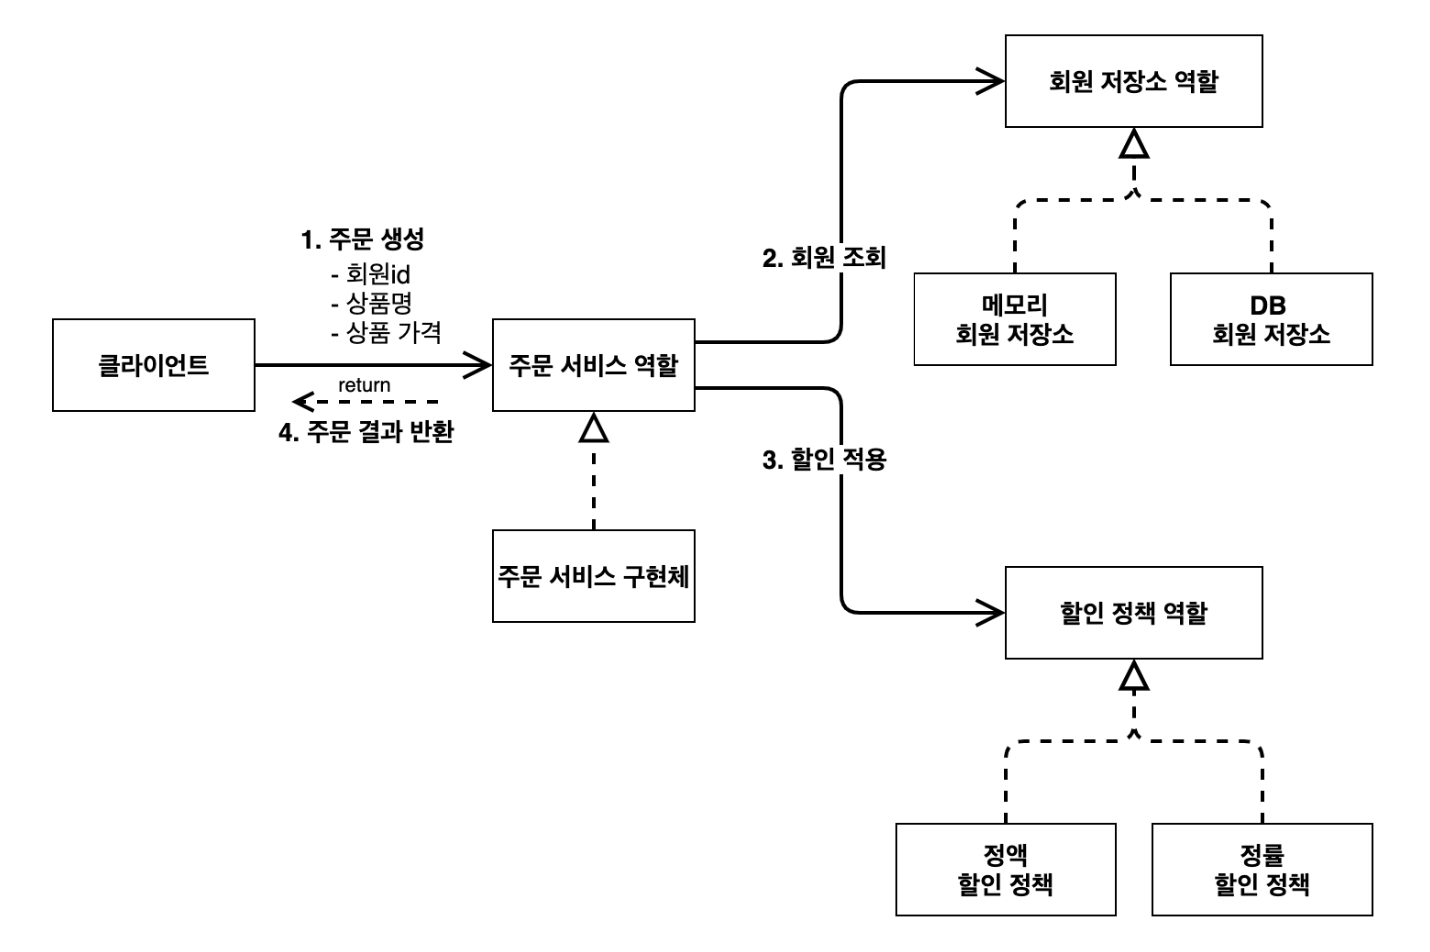 회원 저장소 역할
1. 주문 생성
- 회원id
- 상품명
- 상품 가격
2. 회원 조회
메모리
회원 저장소
DB
회원 저장소
클라이언트
return
4. 주문 결과 반환
주문 서비스 역할
3. 할인 적용
주문 서비스 구현체
할인 정책 역할
정액
할인 정책
정률
할인 정책